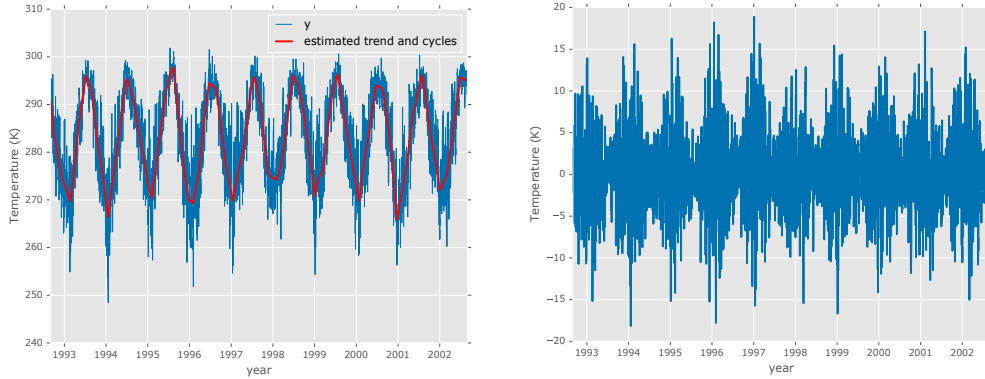 310
300
290
280
270
260
250
240
Temperature (K)
y
estimated trend and cycles
1993 1994 1995 1996 1997 1998 1999 2000 2001 2002
year
20
15
10
5
0
−5
−10
−15
−20
Temperature (K)
1993 1994 1995 1996 1997 1998 1999 2000 2001 2002
year